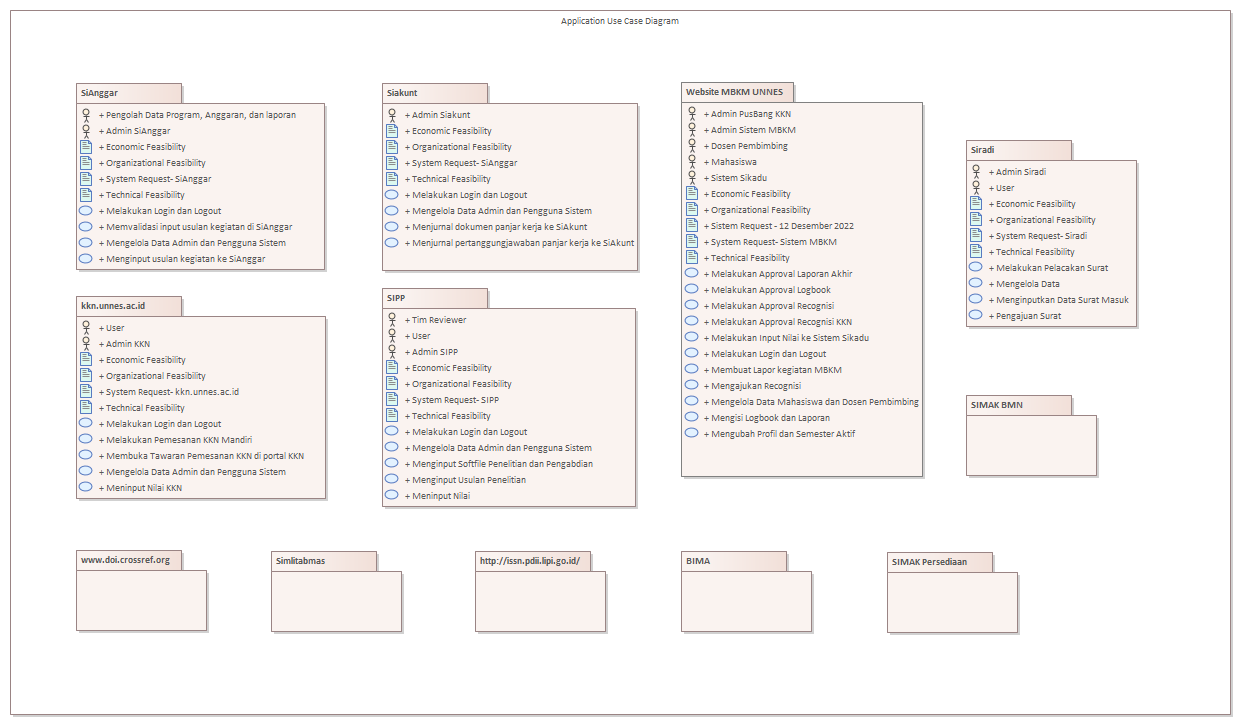 Application Use Case Diagram
SiAnggar
+ Pengolah Data Program, Anggaran, dan laporan
+ Admin SiAnggar
+ Economic Feasibility
+ Organizational Feasibility
+ System Request- SiAnggar
+ Technical Feasibility
+ Melakukan Login dan Logout
+ Memvalidasi input usulan kegiatan di SiAnggar
+ Mengelola Data Admin dan Pengguna Sistem
+ Menginput usulan kegiatan ke SiAnggar
Siakunt
+ Admin Siakunt
+ Economic Feasibility
+ Organizational Feasibility
+ System Request- SiAnggar
+ Technical Feasibility
+ Melakukan Login dan Logout
+ Mengelola Data Admin dan Pengguna Sistem
+ Menjurnal dokumen panjar kerja ke SiAkunt
+ Menjurnal pertanggungjawaban panjar kerja ke SiAkunt
Website MBKM UNNES
+ Admin PusBang KKN
+ Admin Sistem MBKM
+ Dosen Pembimbing
+ Mahasiswa
+ Sistem Sikadu
+ Economic Feasibility
+ Organizational Feasibility
+ Sistem Request - 12 Desember 2022
+ System Request- Sistem MBKM
+ Technical Feasibility
+ Melakukan Approval Laporan Akhir
+ Melakukan Approval Logbook
+ Melakukan Approval Recognisi
+ Melakukan Approval Recognisi KKN
+ Melakukan Input Nilai ke Sistem Sikadu
+ Melakukan Login dan Logout
+ Membuat Lapor kegiatan MBKM
+ Mengajukan Recognisi
+ Mengelola Data Mahasiswa dan Dosen Pembimbing
+ Mengisi Logbook dan Laporan
+ Mengubah Profil dan Semester Aktif
Siradi
+ Admin Siradi
+ User
+ Economic Feasibility
+ Organizational Feasibility
+ System Request- Siradi
+ Technical Feasibility
+ Melakukan Pelacakan Surat
+ Mengelola Data
+ Menginputkan Data Surat Masuk
+ Pengajuan Surat
kkn.unnes.ac.id
+ User
+ Admin KKN
+ Economic Feasibility
+ Organizational Feasibility
+ System Request- kkn.unnes.ac.id
+ Technical Feasibility
+ Melakukan Login dan Logout
+ Melakukan Pemesanan KKN Mandiri
+ Membuka Tawaran Pemesanan KKN di portal KKN
+ Mengelola Data Admin dan Pengguna Sistem
+ Meninput Nilai KKN
SIPP
+ Tim Reviewer
+ User
+ Admin SIPP
+ Economic Feasibility
+ Organizational Feasibility
+ System Request- SIPP
+ Technical Feasibility
+ Melakukan Login dan Logout
+ Mengelola Data Admin dan Pengguna Sistem
+ Menginput Softfile Penelitian dan Pengabdian
+ Menginput Usulan Penelitian
+ Meninput Nilai
SIMAK BMN
www.doi.crossref.org
Simlitabmas
http://issn.pdii.lipi.go.id/
BIMA
SIMAK Persediaan